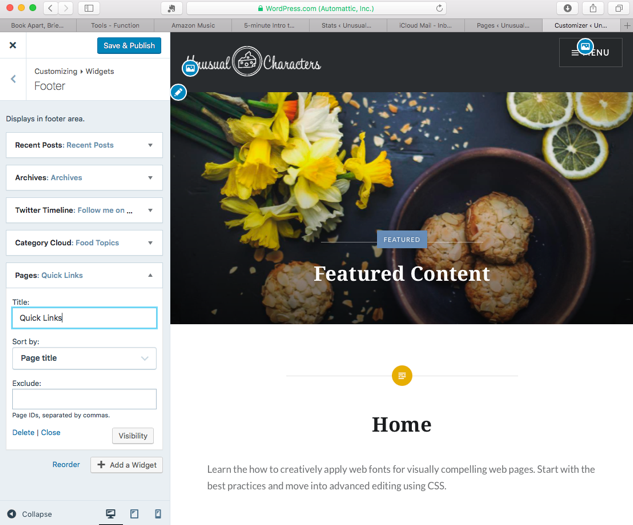 WordPress.com (Automattic, Inc.)
Book Apart, Brie...
Tools - Function
Amazon Music
5-minute Intro t...
Stats ‹ Unusual...
iCloud Mail - Inb...
Pages ‹ Unusual...
Customizer ‹ Un...
Save & Publish
Customizing ▸ Widgets
Footer
Displays in footer area.
Recent Posts: Recent Posts
Archives: Archives
Twitter Timeline: Follow me on ...
Category Cloud: Food Topics
Pages: Quick Links
Title:
Quick Links
Sort by:
Page title
Exclude:
Page IDs, separated by commas.
Delete | Close
Visibility
Reorder
Add a Widget
Collapse
Unusual Characters
MENU
FEATURED
Featured Content
Home
Learn the how to creatively apply web fonts for visually compelling web pages. Start with the
best practices and move into advanced editing using CSS.